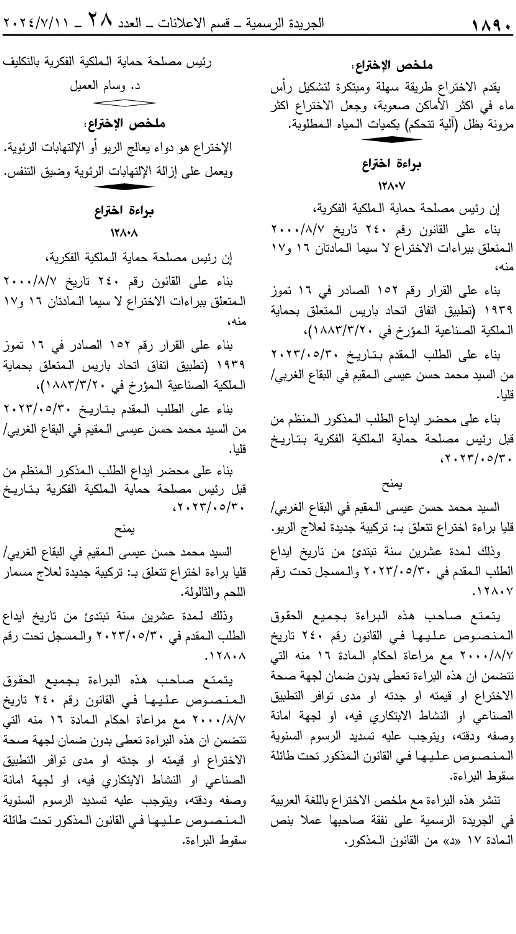 ١٨٩٠
الجريدة الرسمية – قسم الاعلانات – العدد ٢٨ – ٢٠٢٤/٧/١١
ملخص الإختراع:
يقدم الاختراع طريقة سهلة ومبتكرة لتشكيل رأس
ماء في اكثر الأماكن صعوبة، وجعل الاختراع اكثر
مرونة بظل (آلية تتحكم) بكميات المياه المطلوبة.
براءة اختراع
١٢٨٠٧
إن رئيس مصلحة حماية الملكية الفكرية،
بناء على القانون رقم ٢٤٠ تاريخ ٢٠٠٠/٨/٧
المتعلق ببراءات الاختراع لا سيما المادتان ١٦ و١٧
منه،
بناء على القرار رقم ١٥٢ الصادر في ١٦ تموز
١٩٣٩ (تطبيق اتفاق اتحاد باريس المتعلق بحماية
الملكية الصناعية المؤرخ في ١٨٨٣/٣/٢٠)،
بناء على الطلب المقدم بتاريخ ٢٠٢٣/٠٥/٣٠
من السيد محمد حسن عيسى المقيم في البقاع الغربي/
قليا.
بناء على محضر ايداع الطلب المذكور المنظم من
قبل رئيس مصلحة حماية الملكية الفكرية بتاريخ
٢٠٢٣/٠٥/٣٠،
يمنح
السيد محمد حسن عيسى المقيم في البقاع الغربي/
قليا براءة اختراع تتعلق بـ: تركيبة جديدة لعلاج الربو.
وذلك لمدة عشرين سنة تبتدئ من تاريخ ايداع
الطلب المقدم في ٢٠٢٣/٠٥/٣٠ والمسجل تحت رقم
١٢٨٠٧.
يتمتع صاحب هذه البراءة بجميع الحقوق
المنصوص عليها في القانون رقم ٢٤٠ تاريخ
٢٠٠٠/٨/٧ مع مراعاة احكام المادة ١٦ منه التي
تتضمن ان هذه البراءة تعطى بدون ضمان لجهة صحة
الاختراع او قيمته او جدته او مدى توافر التطبيق
الصناعي او النشاط الابتكاري فيه، او لجهة امانة
وصفه ودقته، ويتوجب عليه تسديد الرسوم السنوية
المنصوص عليها في القانون المذكور تحت طائلة
سقوط البراءة.
تنشر هذه البراءة مع ملخص الاختراع باللغة العربية
في الجريدة الرسمية على نفقة صاحبها عملا بنص
المادة ١٧ «د» من القانون المذكور.
رئيس مصلحة حماية الملكية الفكرية بالتكليف
د. وسام العميل
ملخص الإختراع:
الإختراع هو دواء يعالج الربو أو الإلتهابات الرئوية.
ويعمل على إزالة الإلتهابات الرئوية وضيق التنفس.
براءة اختراع
١٢٨٠٨
إن رئيس مصلحة حماية الملكية الفكرية،
بناء على القانون رقم ٢٤٠ تاريخ ٢٠٠٠/٨/٧
المتعلق ببراءات الاختراع لا سيما المادتان ١٦ و١٧
منه،
بناء على القرار رقم ١٥٢ الصادر في ١٦ تموز
١٩٣٩ (تطبيق اتفاق اتحاد باريس المتعلق بحماية
الملكية الصناعية المؤرخ في ١٨٨٣/٣/٢٠)،
بناء على الطلب المقدم بتاريخ ٢٠٢٣/٠٥/٣٠
من السيد محمد حسن عيسى المقيم في البقاع الغربي/
قليا.
بناء على محضر ايداع الطلب المذكور المنظم من
قبل رئيس مصلحة حماية الملكية الفكرية بتاريخ
٢٠٢٣/٠٥/٣٠،
يمنح
السيد محمد حسن عيسى المقيم في البقاع الغربي/
قليا براءة اختراع تتعلق بـ: تركيبة جديدة لعلاج مسمار
اللحم والثالولة.
وذلك لمدة عشرين سنة تبتدئ من تاريخ ايداع
الطلب المقدم في ٢٠٢٣/٠٥/٣٠ والمسجل تحت رقم
١٢٨٠٨.
يتمتع صاحب هذه البراءة بجميع الحقوق
المنصوص عليها في القانون رقم ٢٤٠ تاريخ
٢٠٠٠/٨/٧ مع مراعاة احكام المادة ١٦ منه التي
تتضمن ان هذه البراءة تعطى بدون ضمان لجهة صحة
الاختراع او قيمته او جدته او مدى توافر التطبيق
الصناعي او النشاط الابتكاري فيه، او لجهة امانة
وصفه ودقته، ويتوجب عليه تسديد الرسوم السنوية
المنصوص عليها في القانون المذكور تحت طائلة
سقوط البراءة.